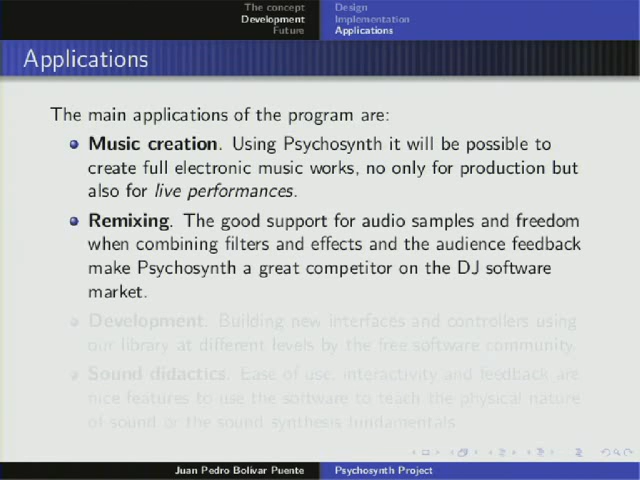 The concept
Development
Future
Design
Implementation
Applications
Applications
The main applications of the program are:
Music creation. Using Psychosynth it will be possible to
create full electronic music works, no only for production but
also for live performances.
Remixing. The good support for audio samples and freedom
when combining filters and effects and the audience feedback
make Psychosynth a great competitor on the DJ software
market.
Development. Building new interfaces and controllers using
our library at different levels by the free software community.
Sound didactics. Ease of use, interactivity and feedback are
nice features to use the software to teach the physical nature
of sound or the sound synthesis fundamentals.
Juan Pedro Bolivar Puente
Psychosynth Project